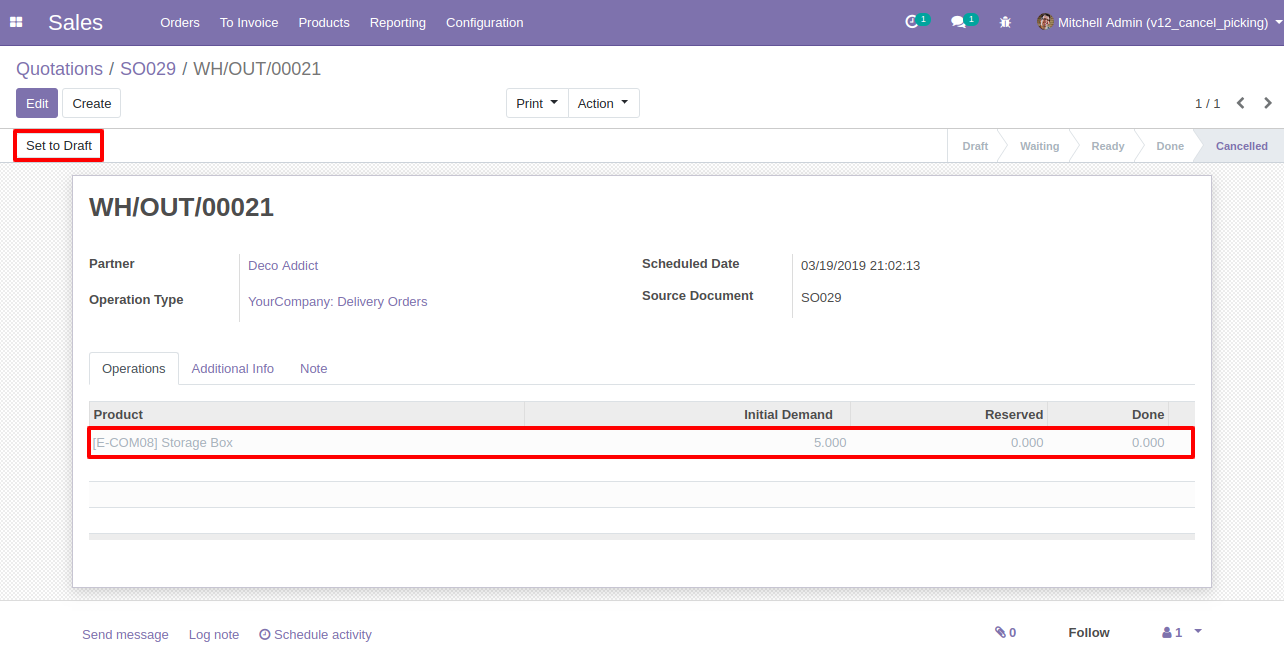 Sales Orders To Invoice Products Reporting Configuration 1 1 Mitchell Admin (v12_cancel_picking)
Quotations / SO029 / WH/OUT/00021
Edit Create Print Action 1 / 1
Set to Draft Draft Waiting Ready Done Cancelled
WH/OUT/00021
Partner Deco Addict Scheduled Date 03/19/2019 21:02:13
Operation Type YourCompany: Delivery Orders Source Document SO029
Operations Additional Info Note
Product Initial Demand Reserved Done
[E-COM08] Storage Box 5.000 0.000 0.000
Send message Log note Schedule activity 0 Follow 1